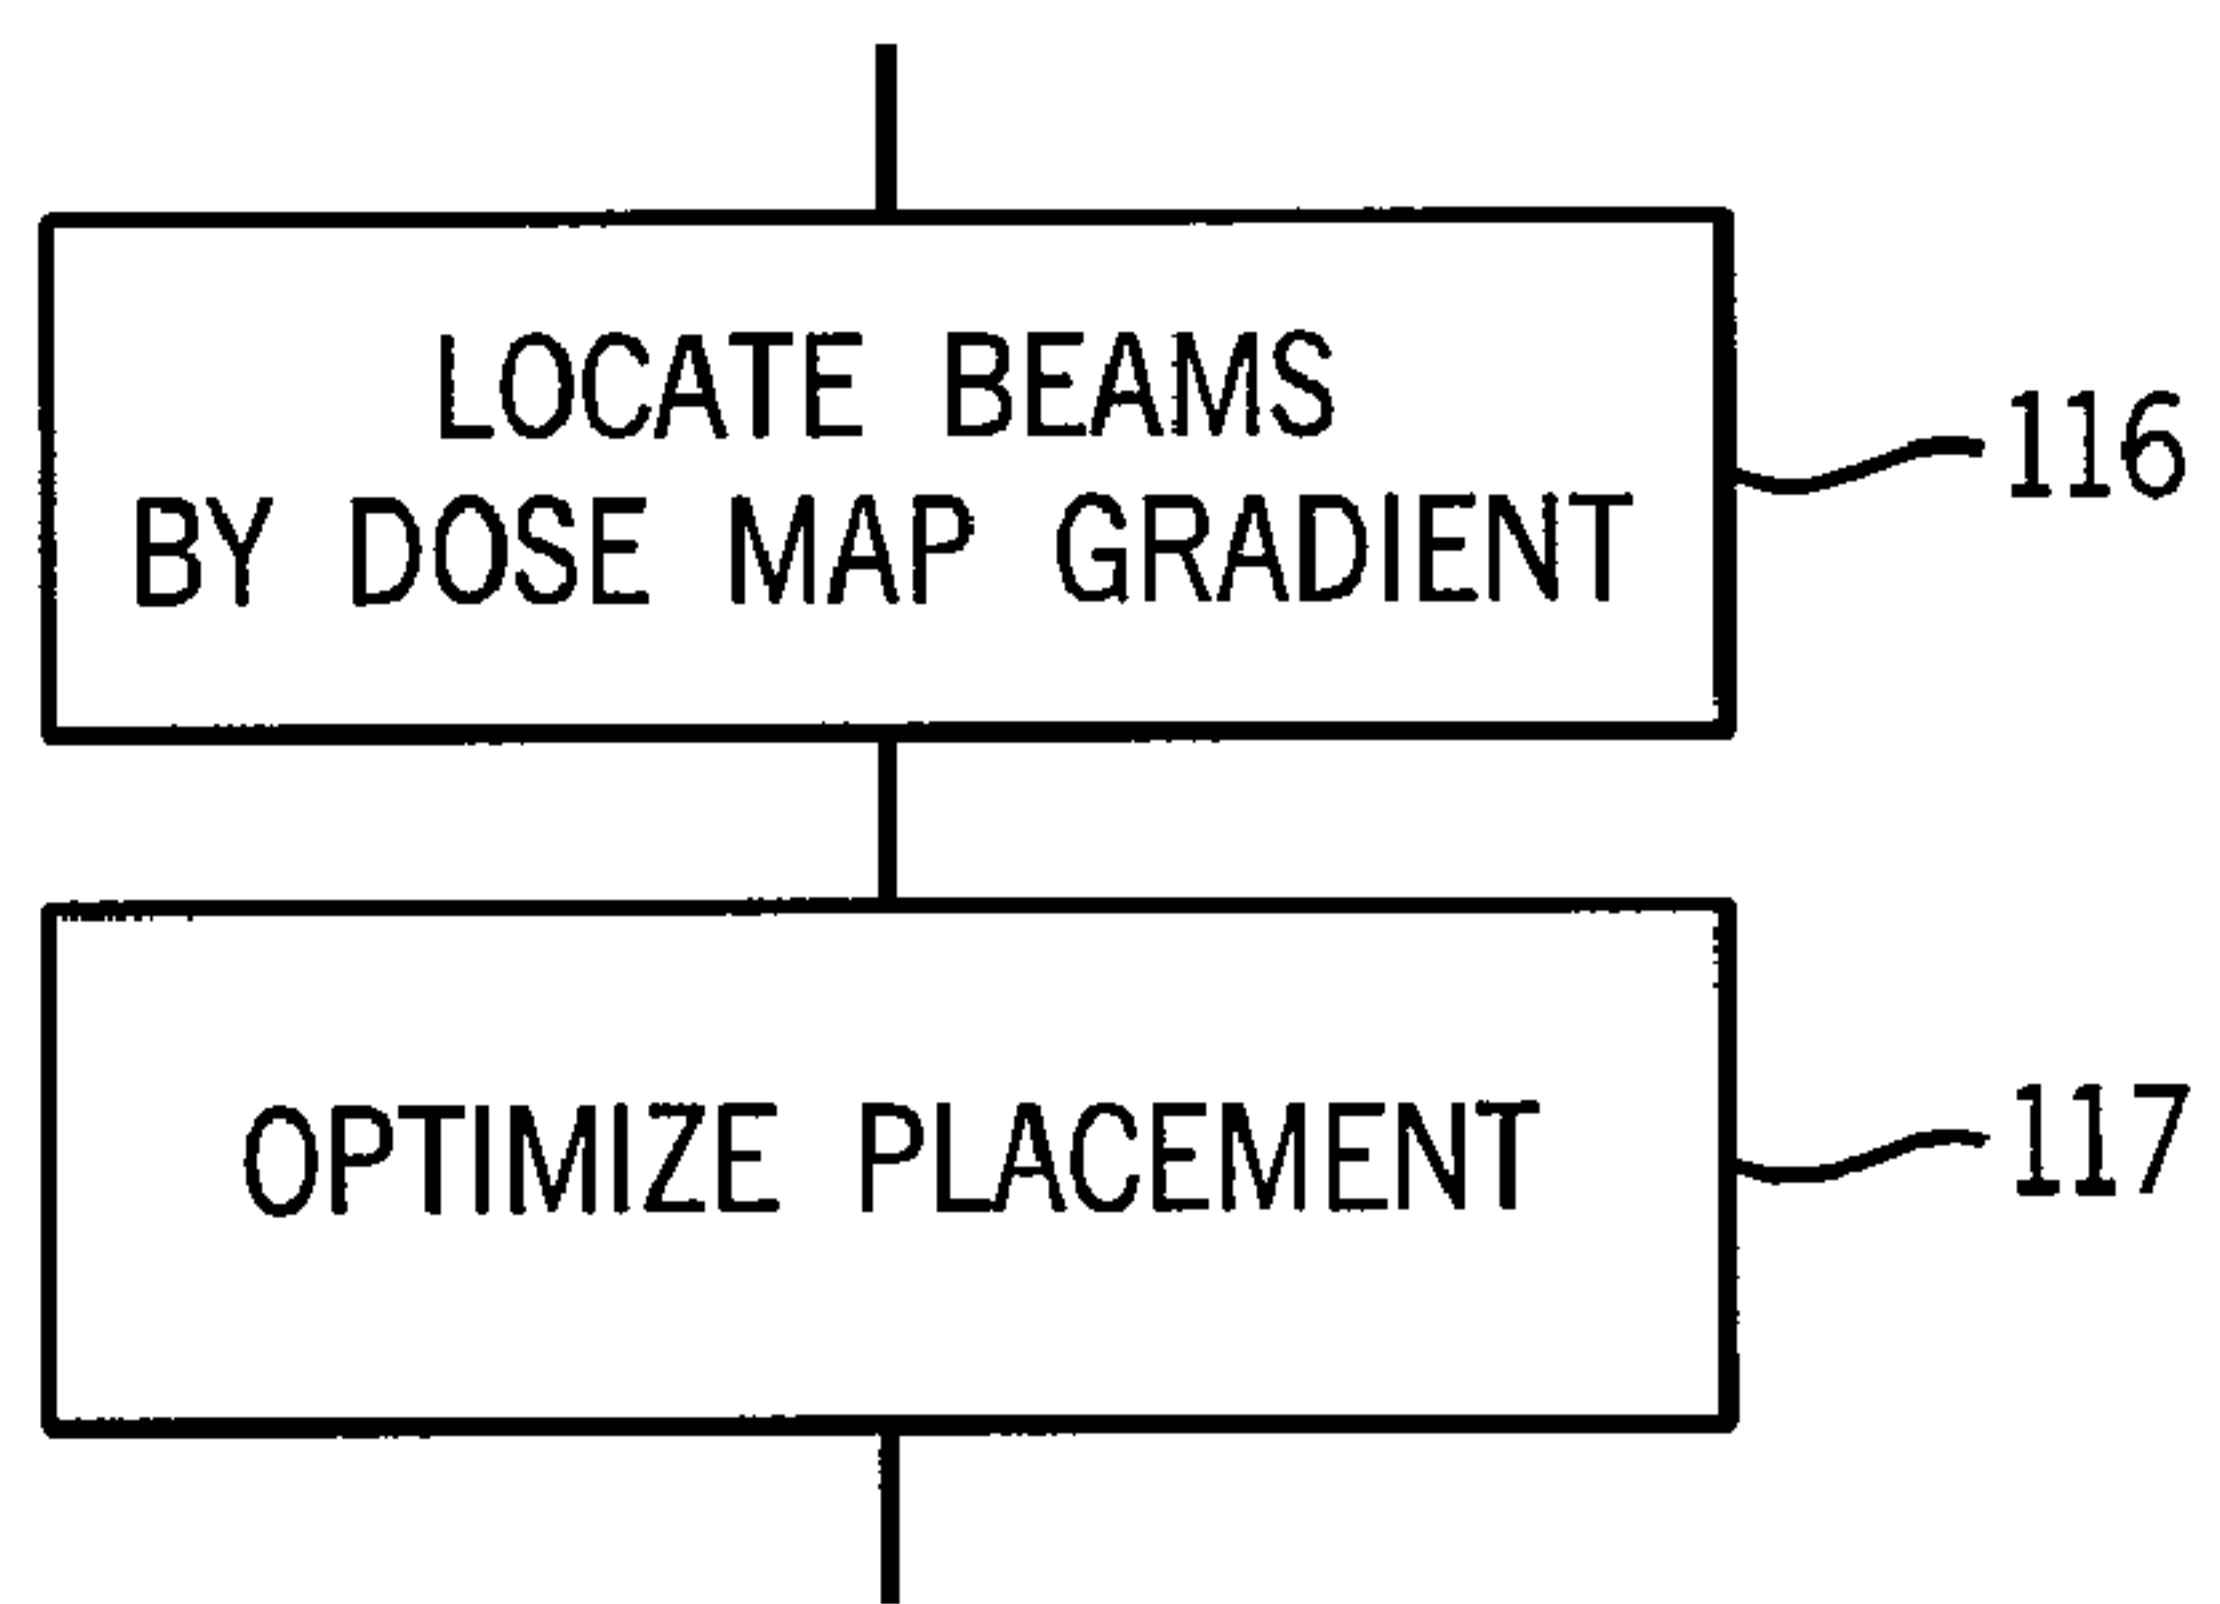 LOCATE BEAMS
BY DOSE MAP GRADIENT
116
OPTIMIZE PLACEMENT
117